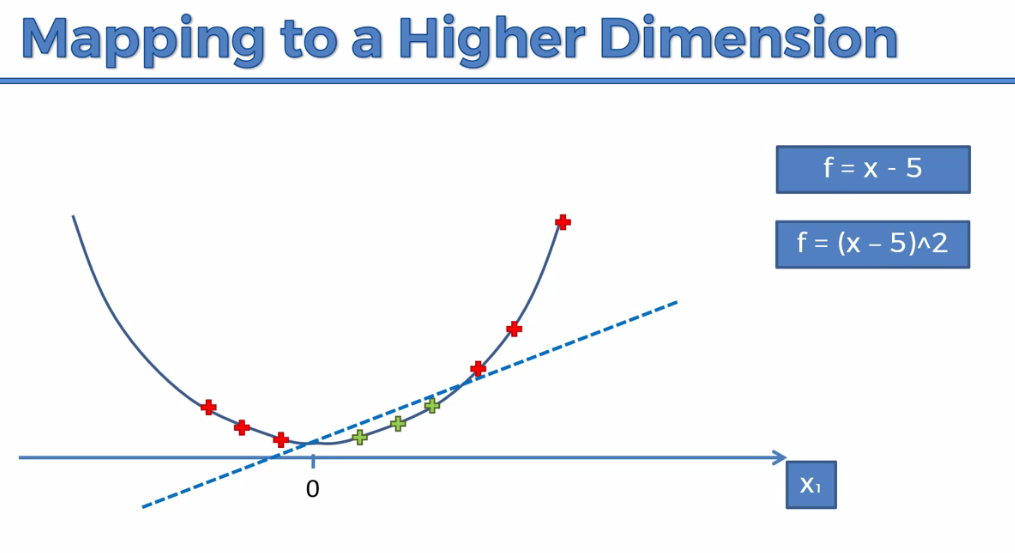 Mapping to a Higher Dimension
f = x - 5
f = (x – 5)^2
0
x₁